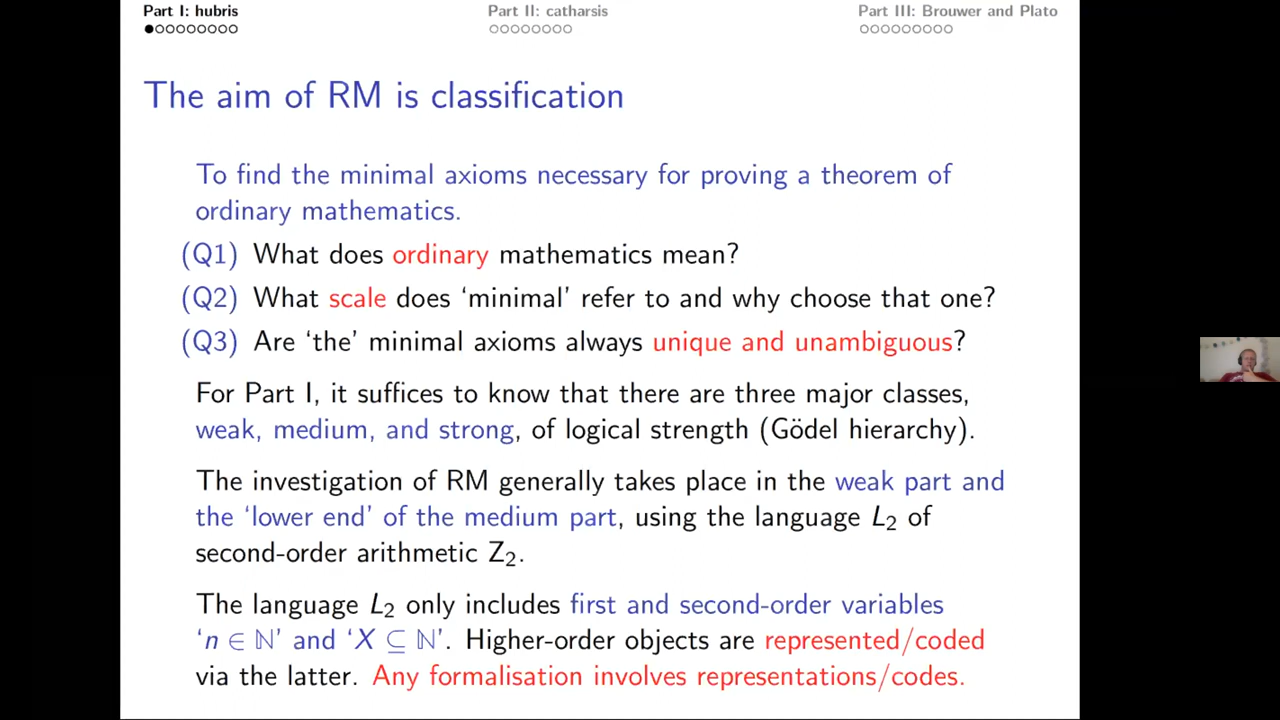 Part I: hubris Part II: catharsis Part III: Brouwer and Plato
The aim of RM is classification
To find the minimal axioms necessary for proving a theorem of
ordinary mathematics.
(Q1) What does ordinary mathematics mean?
(Q2) What scale does ‘minimal’ refer to and why choose that one?
(Q3) Are ‘the’ minimal axioms always unique and unambiguous?
For Part I, it suffices to know that there are three major classes,
weak, medium, and strong, of logical strength (Gödel hierarchy).
The investigation of RM generally takes place in the weak part and
the ‘lower end’ of the medium part, using the language L₂ of
second-order arithmetic Z₂.
The language L₂ only includes first and second-order variables
‘n ∈ ℕ’ and ‘X ⊆ ℕ’. Higher-order objects are represented/coded
via the latter. Any formalisation involves representations/codes.